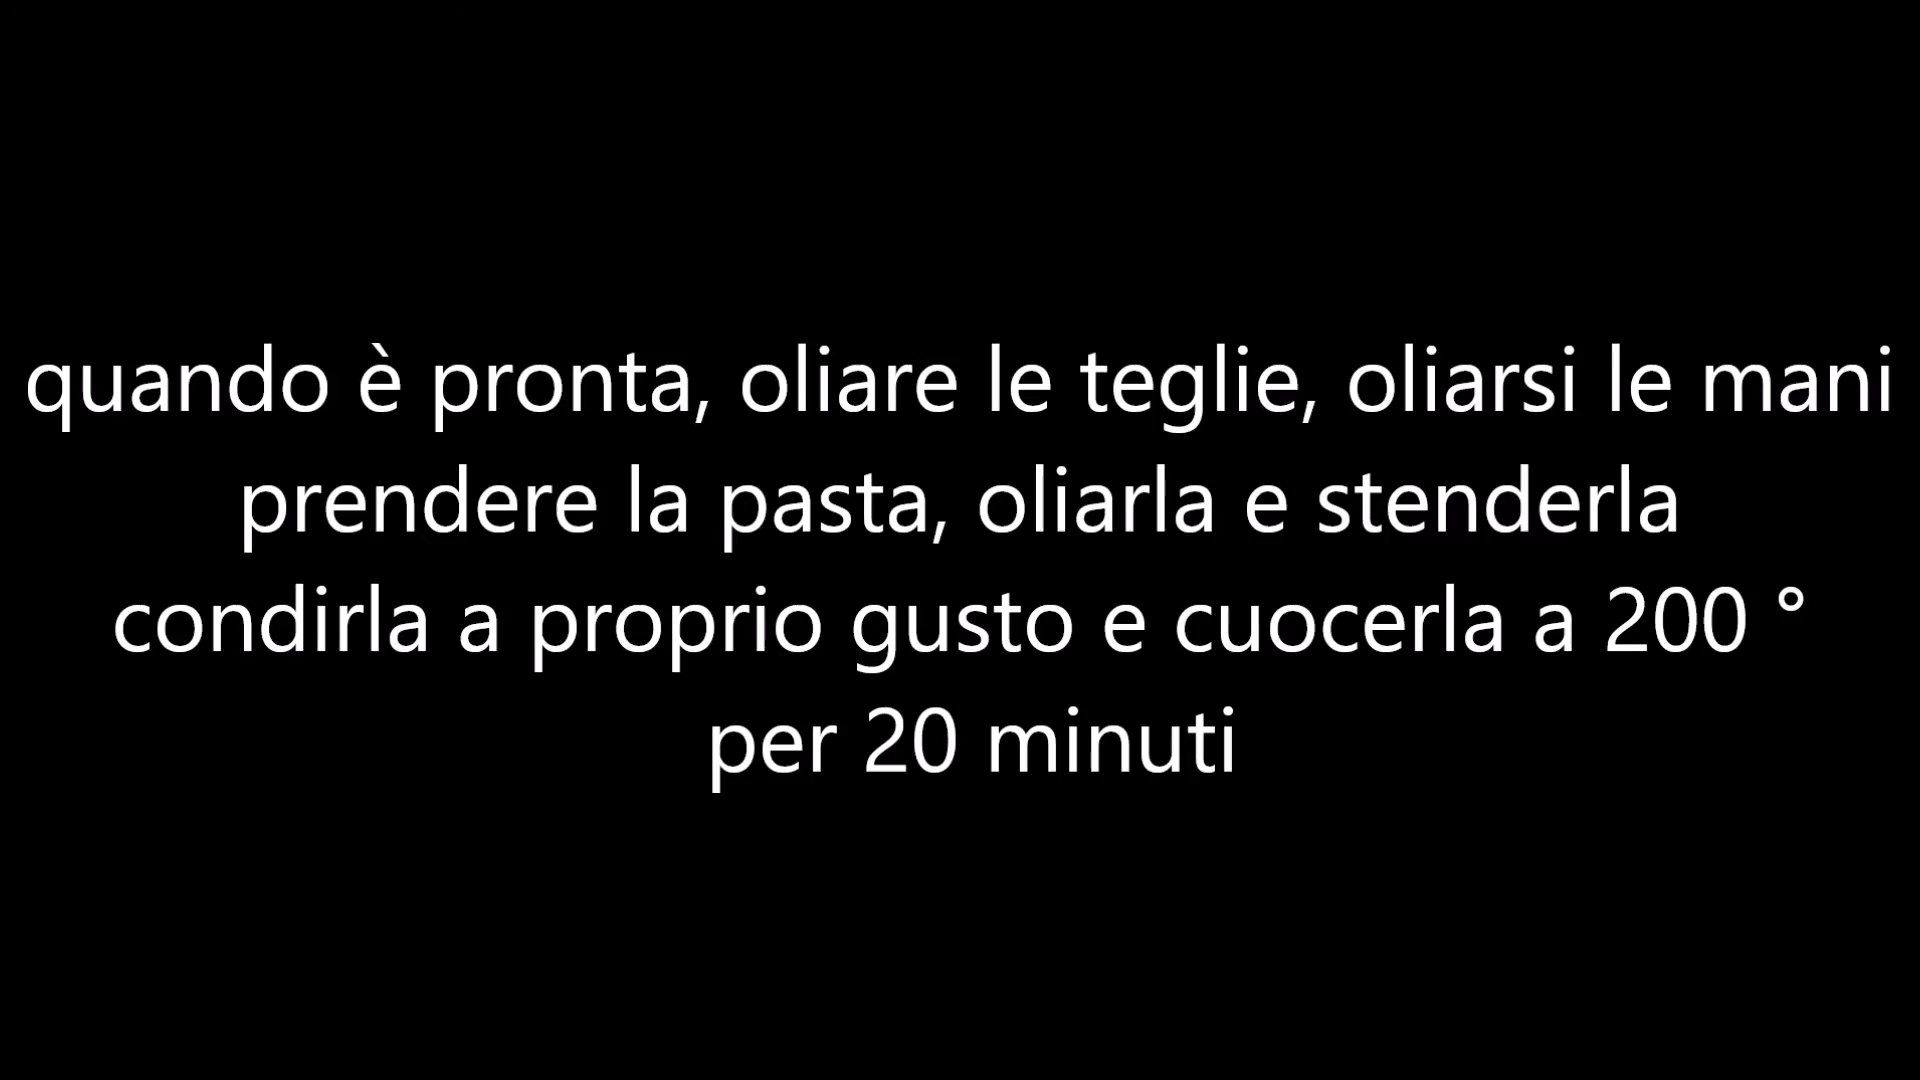 quando è pronta, oliare le teglie, oliarsi le mani
prendere la pasta, oliarla e stenderla
condirla a proprio gusto e cuocerla a 200 °
per 20 minuti